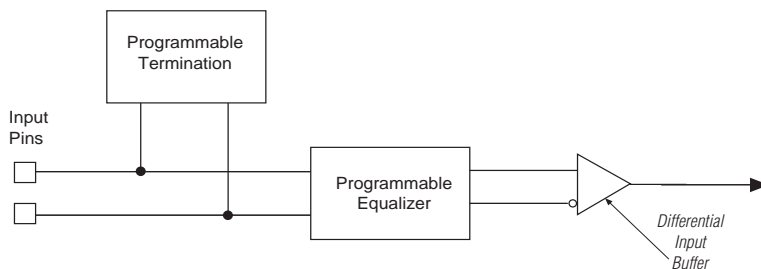 Programmable
Termination
Input
Pins
Programmable
Equalizer
Differential
Input
Buffer